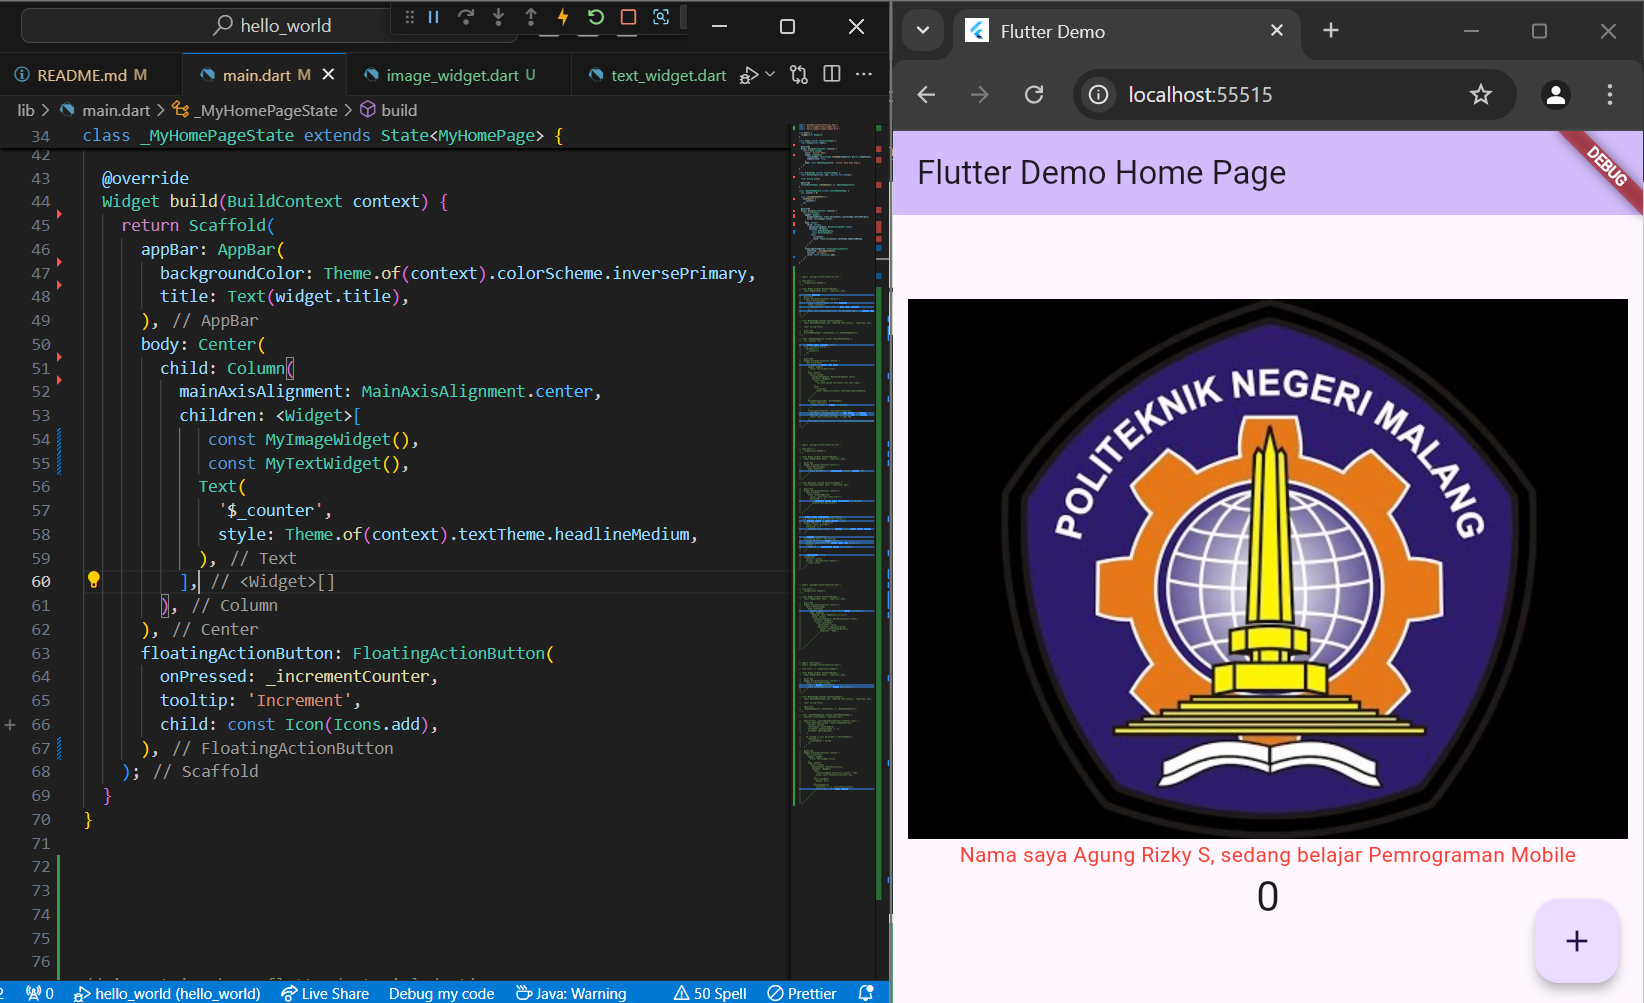 hello_world
README.md M
main.dart M
image_widget.dart U
text_widget.dart
lib > main.dart > _MyHomePageState > build
34 class _MyHomePageState extends State<MyHomePage> {
42
43 @override
44 Widget build(BuildContext context) {
45 return Scaffold(
46 appBar: AppBar(
47 backgroundColor: Theme.of(context).colorScheme.inversePrimary,
48 title: Text(widget.title),
49 ), // AppBar
50 body: Center(
51 child: Column(
52 mainAxisAlignment: MainAxisAlignment.center,
53 children: <Widget>[
54 const MyImageWidget(),
55 const MyTextWidget(),
56 Text(
57 '$_counter',
58 style: Theme.of(context).textTheme.headlineMedium,
59 ), // Text
60 ], // <Widget>[]
61 ), // Column
62 ), // Center
63 floatingActionButton: FloatingActionButton(
64 onPressed: _incrementCounter,
65 tooltip: 'Increment',
66 child: const Icon(Icons.add),
67 ), // FloatingActionButton
68 ); // Scaffold
69 }
70 }
71
72
73
74
75
76
0
hello_world (hello_world)
Live Share
Debug my code
Java: Warning
50 Spell
Prettier
Flutter Demo
localhost:55515
Flutter Demo Home Page
DEBUG
POLITEKNIK NEGERI MALANG
Nama saya Agung Rizky S, sedang belajar Pemrograman Mobile
0